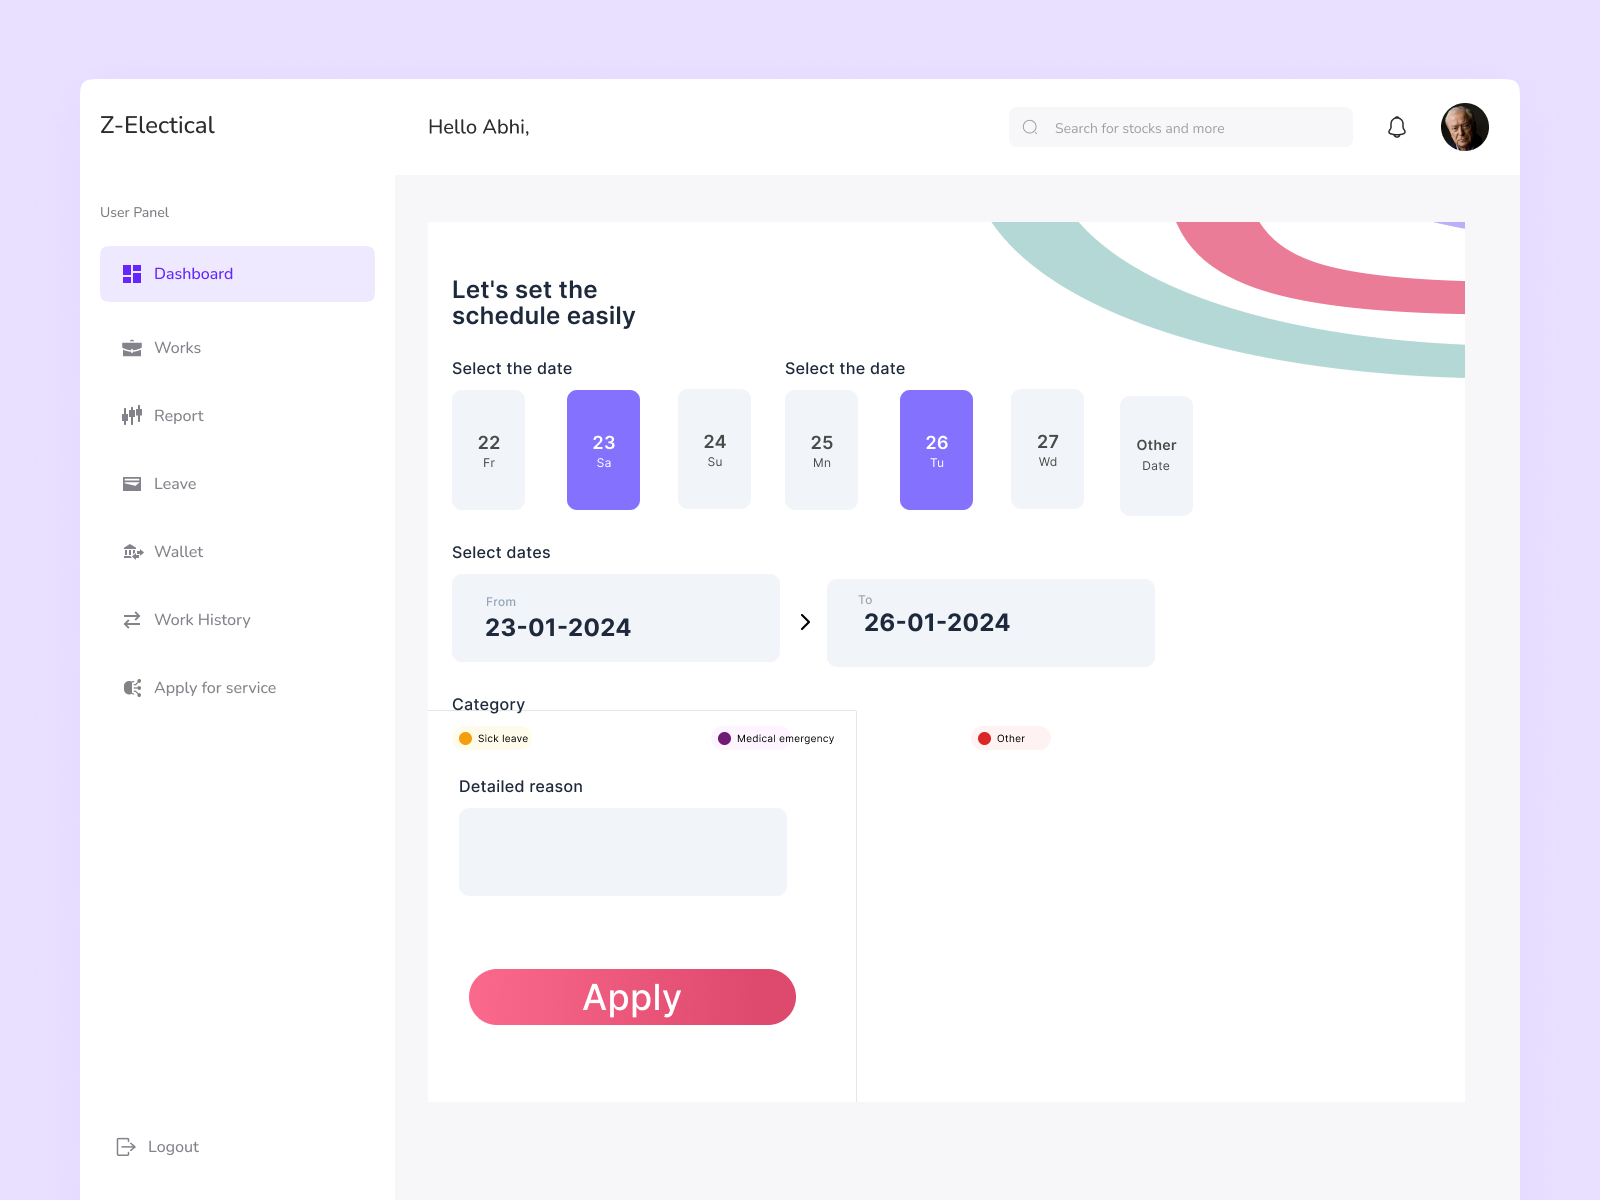 Z-Electical
Hello Abhi,
Search for stocks and more
User Panel
Dashboard
Works
Report
Leave
Wallet
Work History
Apply for service
Logout
Let's set the
schedule easily
Select the date
Select the date
22
Fr
23
Sa
24
Su
25
Mn
26
Tu
27
Wd
Other
Date
Select dates
From
23-01-2024
To
26-01-2024
Category
Sick leave
Medical emergency
Other
Detailed reason
Apply